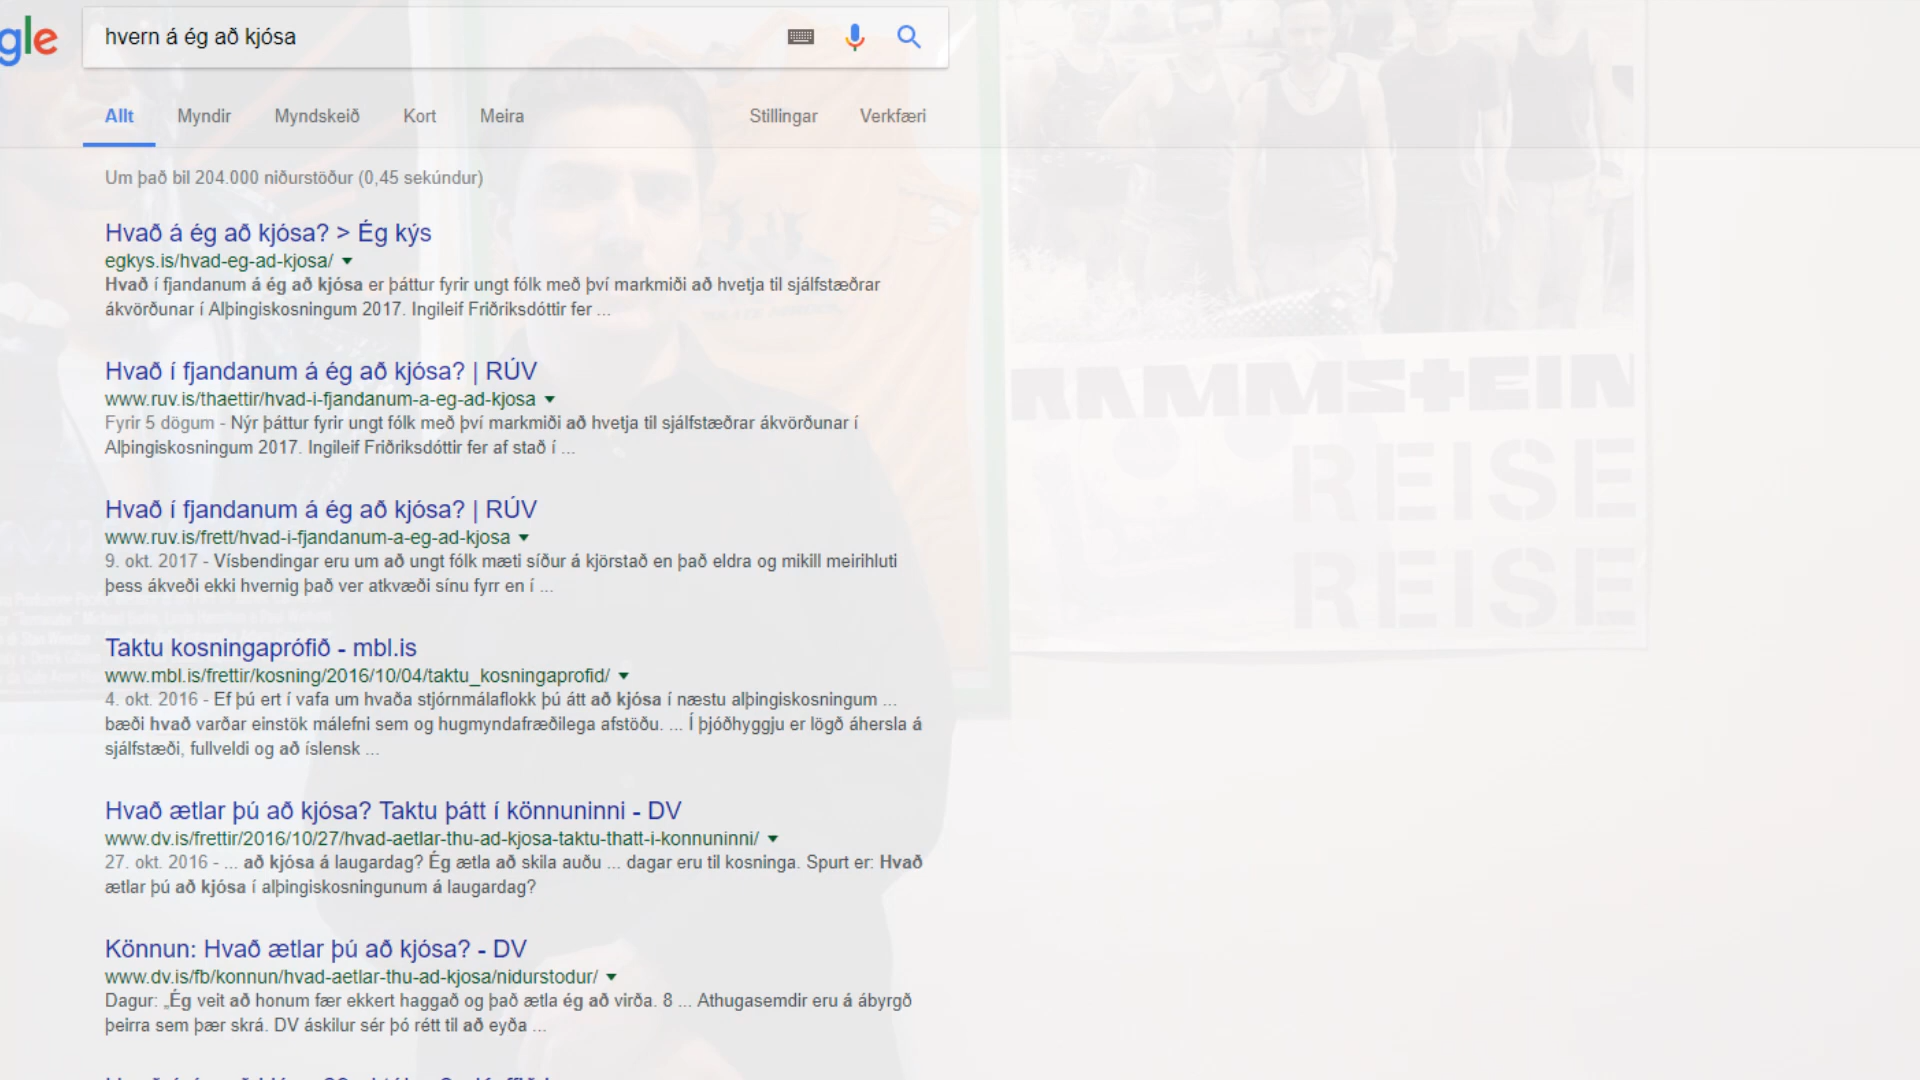 gle
hvern á ég að kjósa
Allt Myndir Myndskeið Kort Meira Stillingar Verkfæri
Um það bil 204.000 niðurstöður (0,45 sekúndur)
Hvað á ég að kjósa? > Ég kýs
egkys.is/hvad-eg-ad-kjosa/
Hvað í fjandanum á ég að kjósa er þáttur fyrir ungt fólk með því markmiði að hvetja til sjálfstæðrar
ákvörðunar í Alþingiskosningum 2017. Ingileif Friðriksdóttir fer ...
Hvað í fjandanum á ég að kjósa? | RÚV
www.ruv.is/thaettir/hvad-i-fjandanum-a-eg-ad-kjosa
Fyrir 5 dögum - Nýr þáttur fyrir ungt fólk með því markmiði að hvetja til sjálfstæðrar ákvörðunar í
Alþingiskosningum 2017. Ingileif Friðriksdóttir fer af stað í ...
Hvað í fjandanum á ég að kjósa? | RÚV
www.ruv.is/frett/hvad-i-fjandanum-a-eg-ad-kjosa
9. okt. 2017 - Vísbendingar eru um að ungt fólk mæti síður á kjörstað en það eldra og mikill meirihluti
þess ákveði ekki hvernig það ver atkvæði sínu fyrr en í ...
Taktu kosningaprófið - mbl.is
www.mbl.is/frettir/kosning/2016/10/04/taktu_kosningaprofid/
4. okt. 2016 - Ef þú ert í vafa um hvaða stjórnmálaflokk þú átt að kjósa í næstu alþingiskosningum ...
bæði hvað varðar einstök málefni sem og hugmyndafræðilega afstöðu. ... Í þjóðhyggju er lögð áhersla á
sjálfstæði, fullveldi og að íslensk ...
Hvað ætlar þú að kjósa? Taktu þátt í könnuninni - DV
www.dv.is/frettir/2016/10/27/hvad-aetlar-thu-ad-kjosa-taktu-thatt-i-konnuninni/
27. okt. 2016 - ... að kjósa á laugardag? Ég ætla að skila auðu ... dagar eru til kosninga. Spurt er: Hvað
ætlar þú að kjósa í alþingiskosningunum á laugardag?
Könnun: Hvað ætlar þú að kjósa? - DV
www.dv.is/fb/konnun/hvad-aetlar-thu-ad-kjosa/nidurstodur/
Dagur: „Ég veit að honum fær ekkert haggað og það ætla ég að virða. 8 ... Athugasemdir eru á ábyrgð
þeirra sem þær skrá. DV áskilur sér þó rétt til að eyða ...
RAMMSTEIN
REISE
REISE